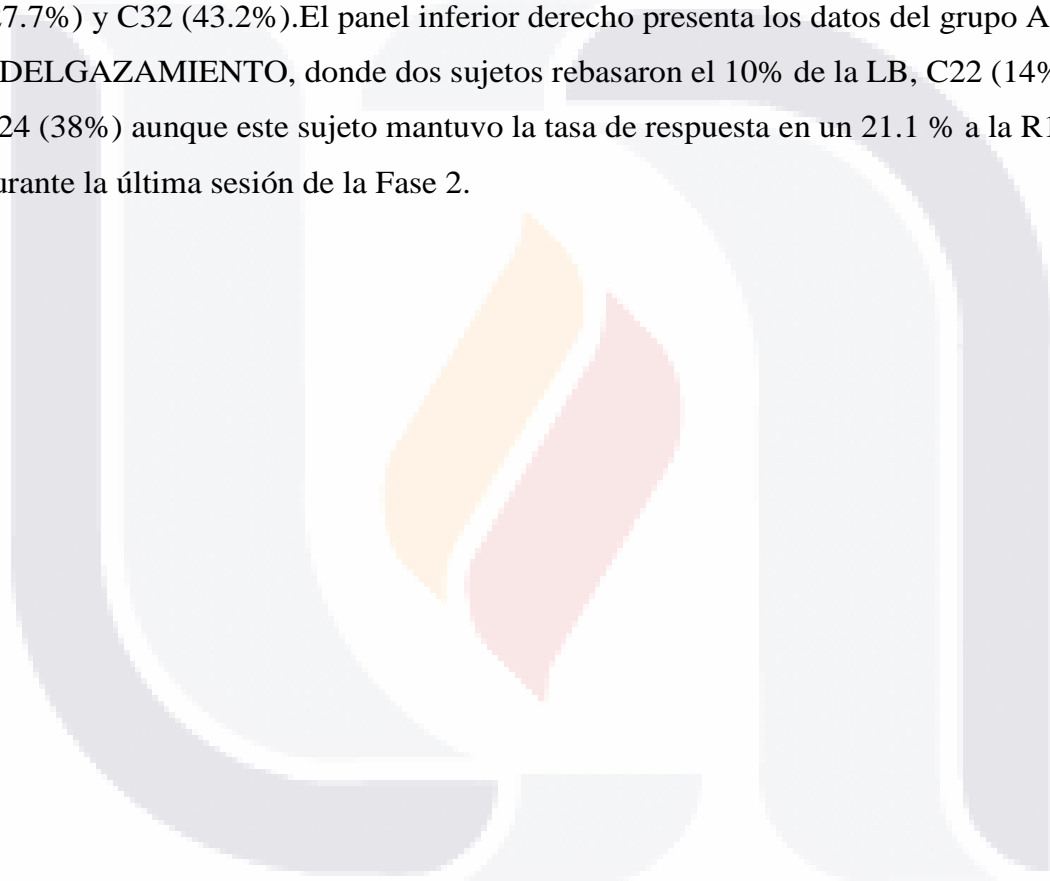 7.7%) y C32 (43.2%).El panel inferior derecho presenta los datos del grupo A
DELGAZAMIENTO, donde dos sujetos rebasaron el 10% de la LB, C22 (14%
24 (38%) aunque este sujeto mantuvo la tasa de respuesta en un 21.1 % a la R1
urante la última sesión de la Fase 2.